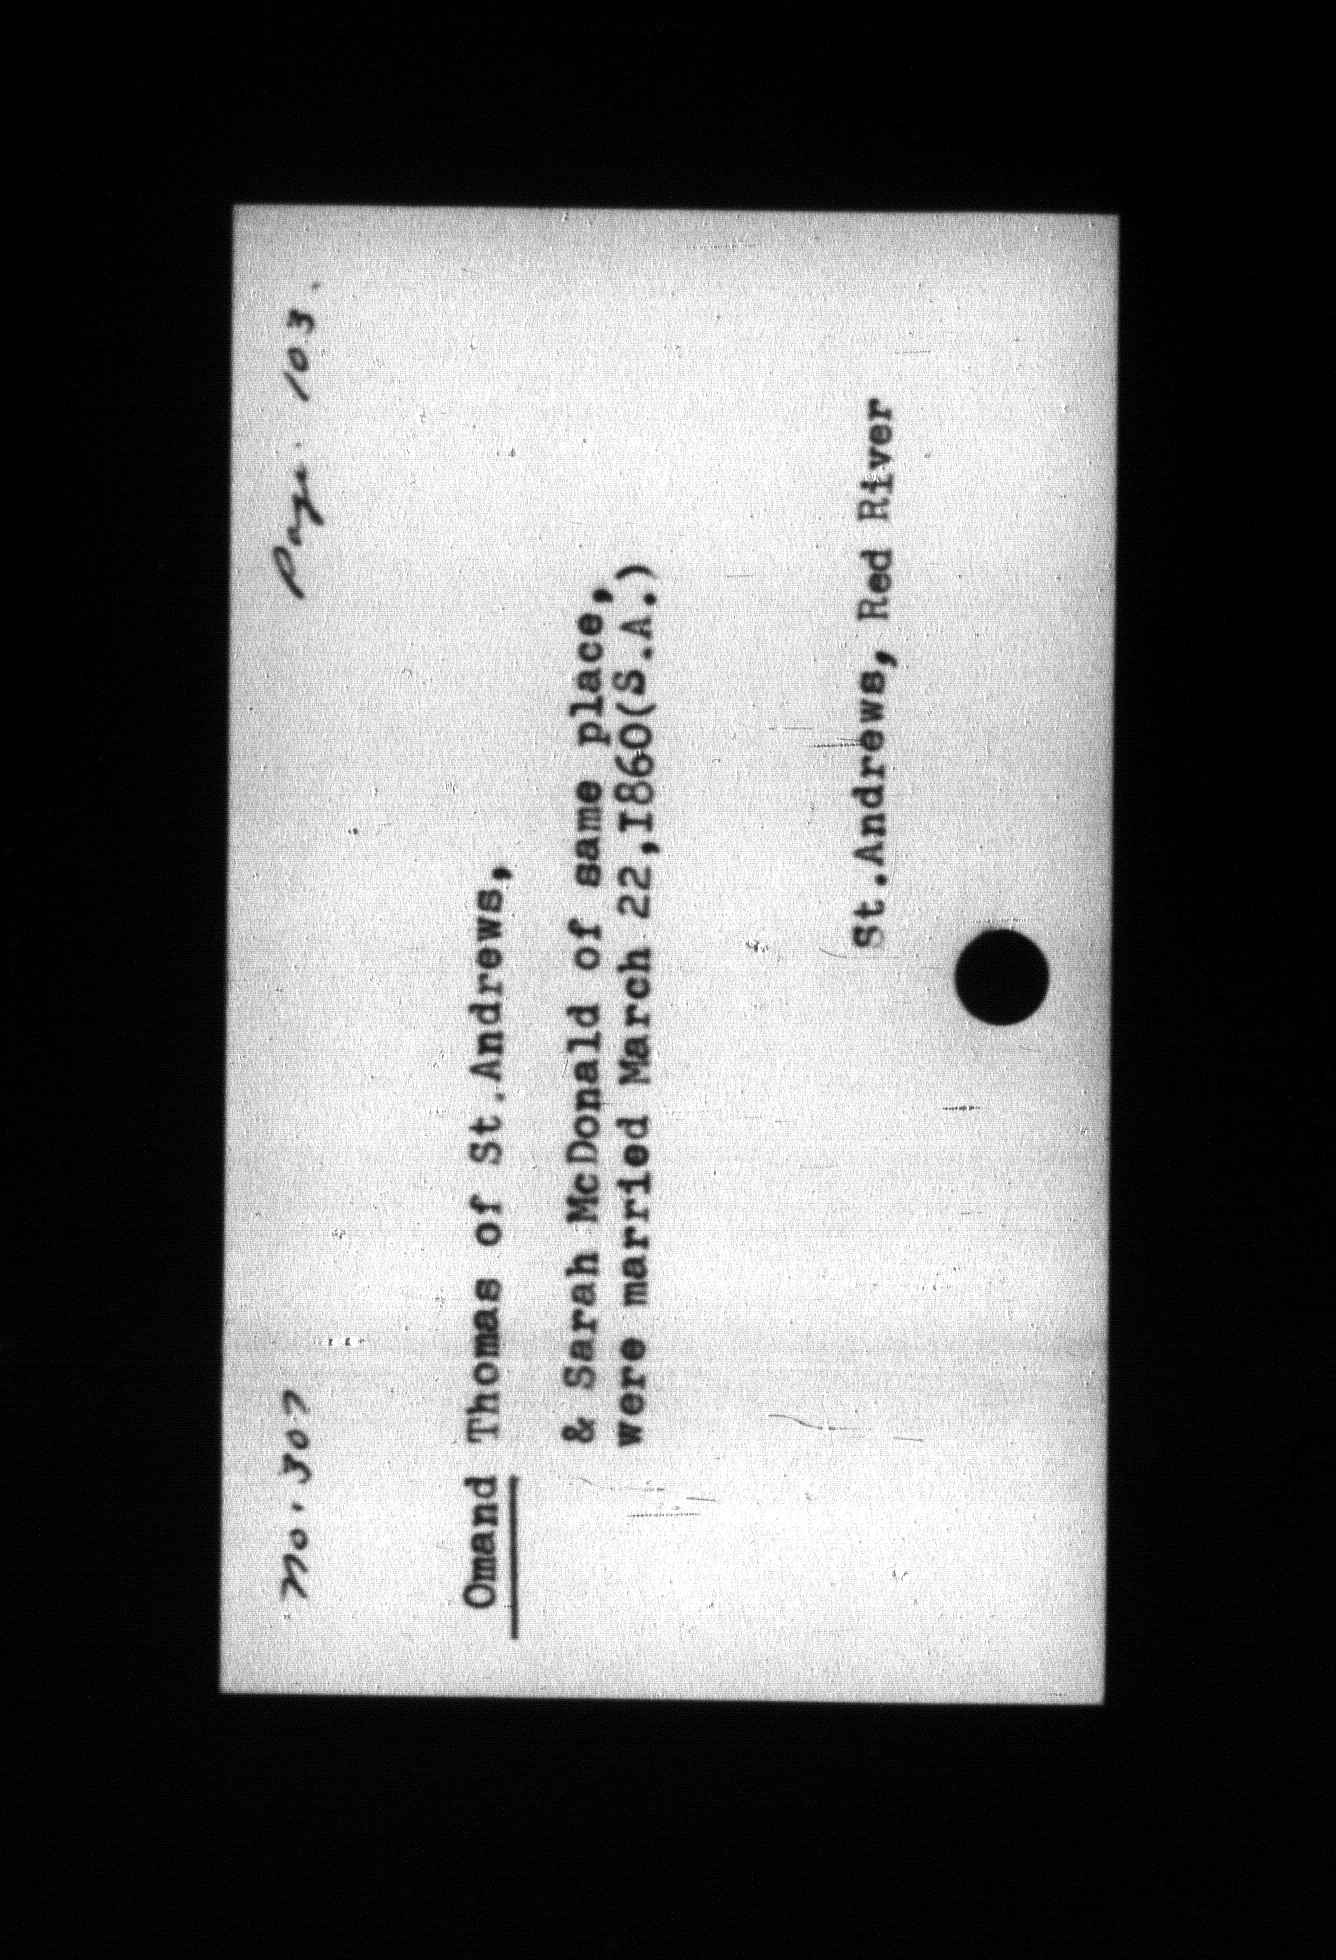 No. 307 Page. 103.
Omand Thomas of St.Andrews,
& Sarah McDonald of same place,
were married March 22,1860(S.A.)
St.Andrews, Red River